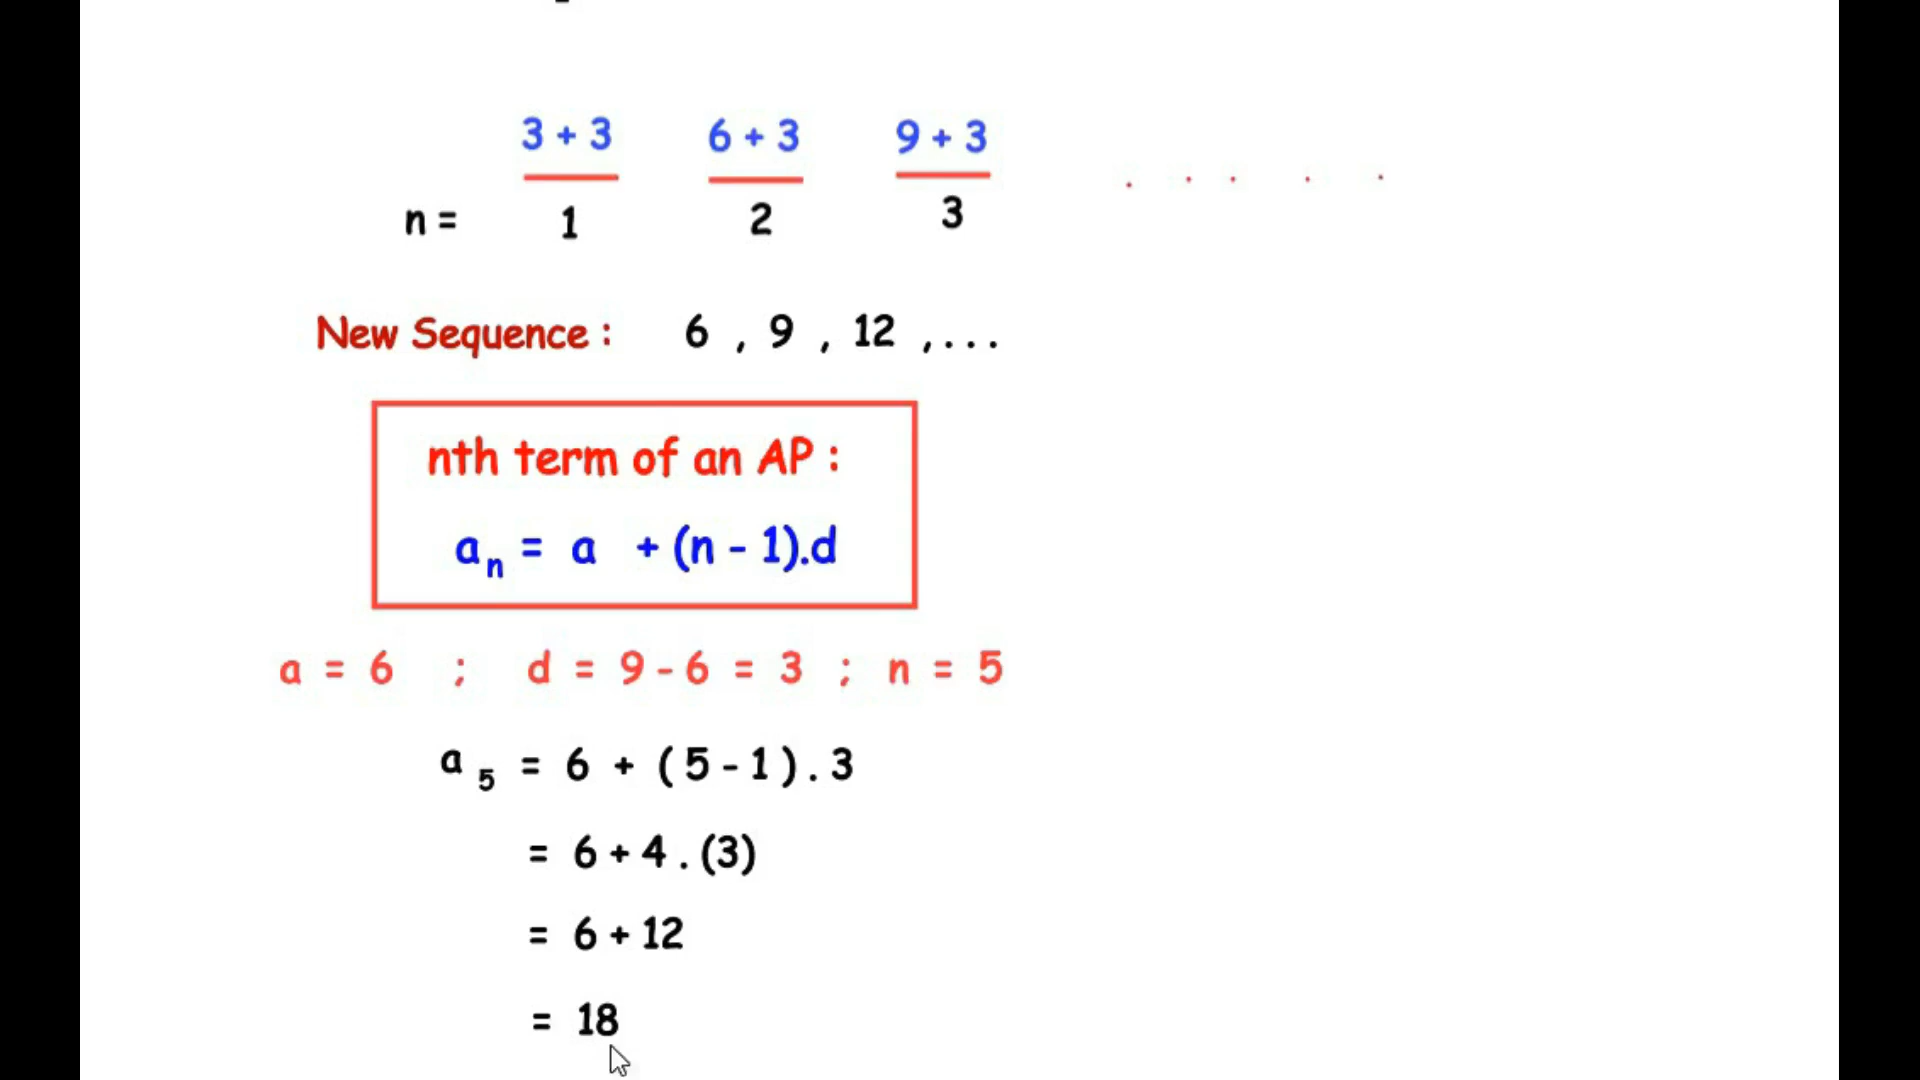 3 + 3 6 + 3 9 + 3
n = 1 2 3 . . . . .
New Sequence : 6 , 9 , 12 , . . .
nth term of an AP :
aₙ = a + (n - 1).d
a = 6 ; d = 9 - 6 = 3 ; n = 5
a₅ = 6 + ( 5 - 1 ) . 3
= 6 + 4 . (3)
= 6 + 12
= 18